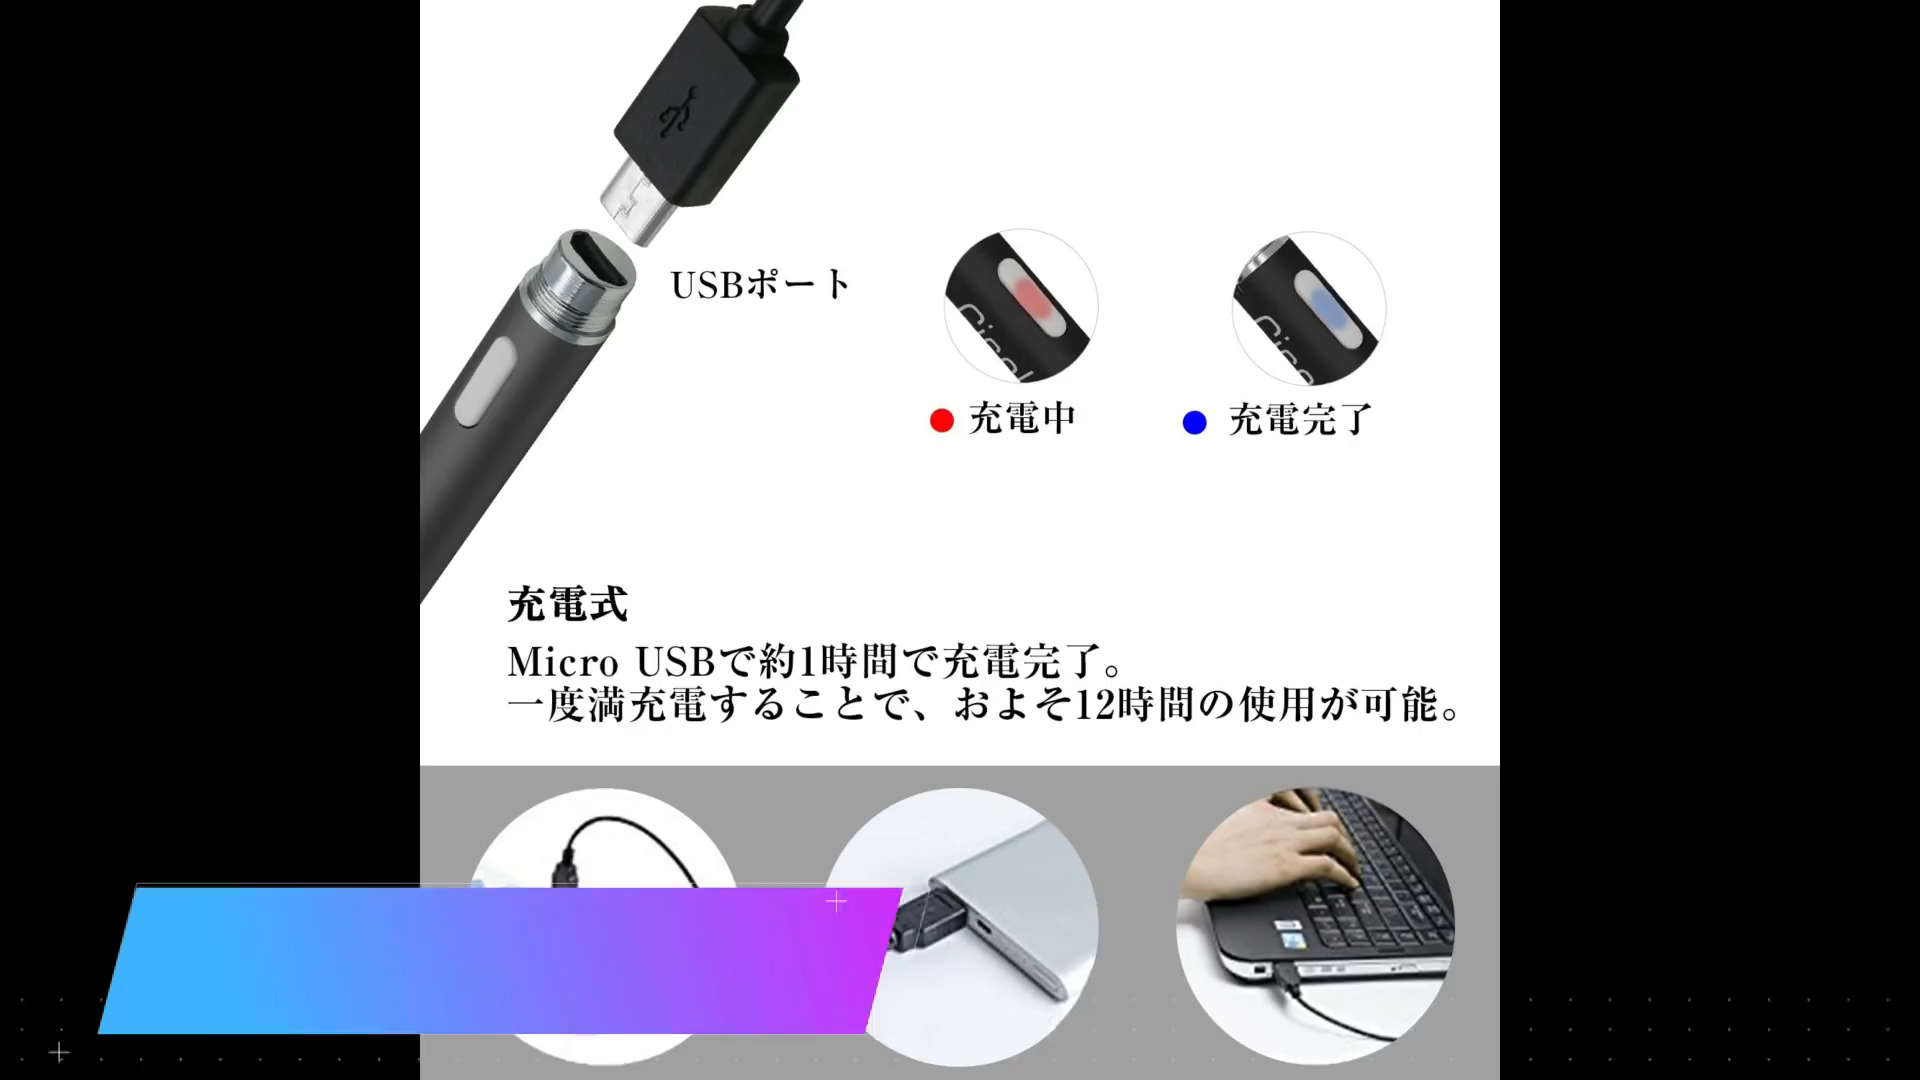 USBポート
充電中
充電完了
充電式
Micro USBで約1時間で充電完了。
一度満充電することで、およそ12時間の使用が可能。